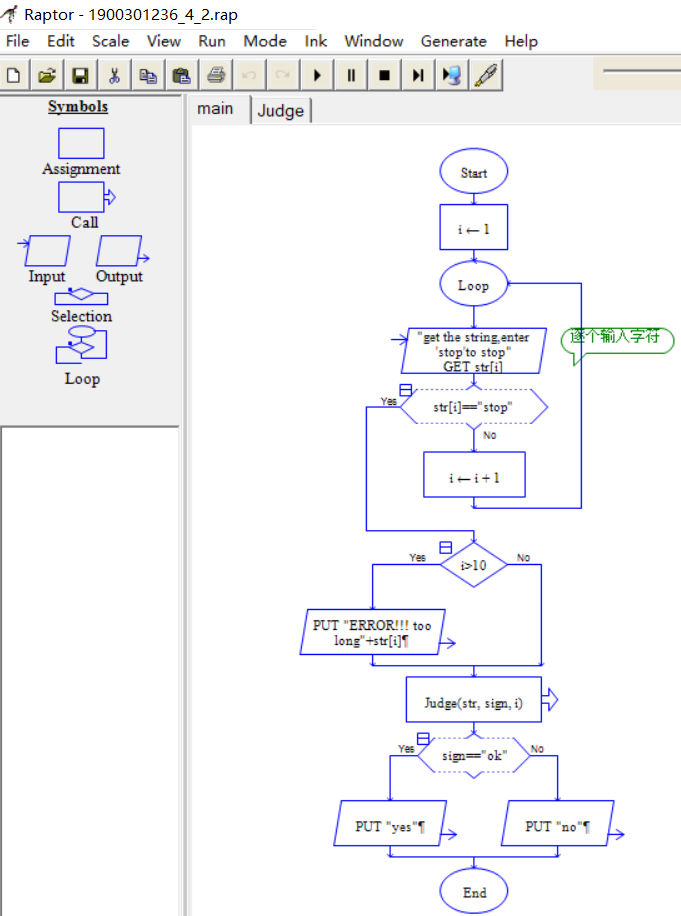 Raptor - 1900301236_4_2.rap
File Edit Scale View Run Mode Ink Window Generate Help
Symbols
Assignment
Call
Input Output
Selection
Loop
main Judge
Start
i ← 1
Loop
"get the string,enter
'stop'to stop"
GET str[i]
逐个输入字符
Yes
str[i]=="stop"
No
i ← i + 1
Yes
i>10
No
PUT "ERROR!!! too
long"+str[i]¶
Judge(str, sign, i)
Yes
sign=="ok"
No
PUT "yes"¶
PUT "no"¶
End